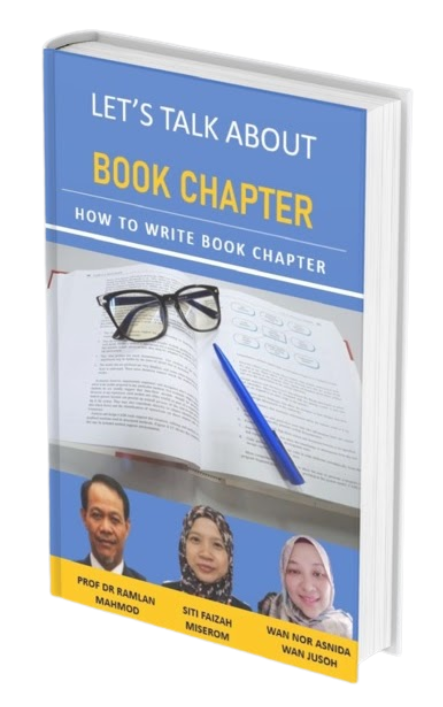 LET'S TALK ABOUT
BOOK CHAPTER
HOW TO WRITE BOOK CHAPTER
PROF DR RAMLAN
MAHMOD
SITI FAIZAH
MISEROM
WAN NOR ASNIDA
WAN JUSOH